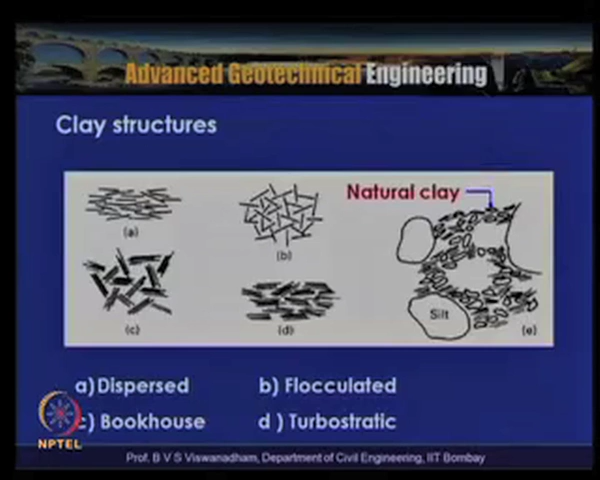 Advanced Geotechnical Engineering
Clay structures
Natural clay
(a)
(b)
(c)
(d)
Silt
(e)
a) Dispersed b) Flocculated
c) Bookhouse d ) Turbostratic
NPTEL
Prof. B V S Viswanadham, Department of Civil Engineering, IIT Bombay